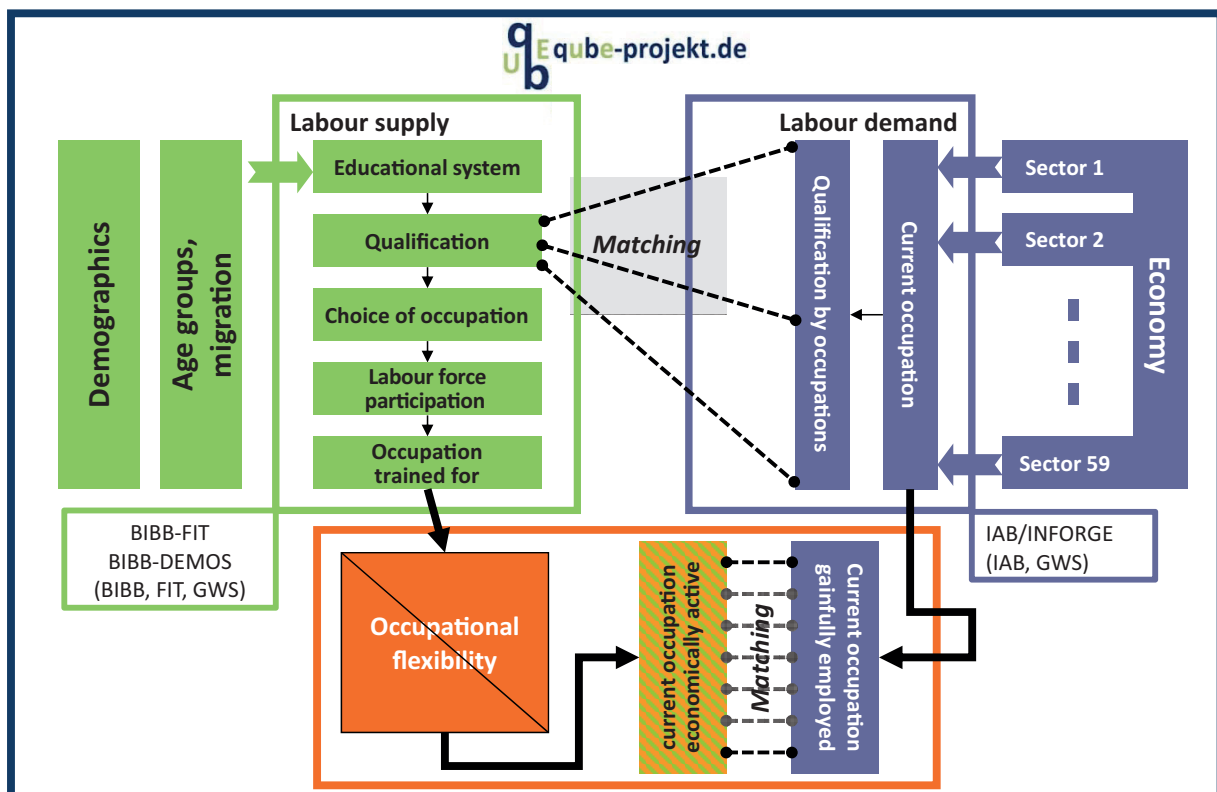 qUEb qube-projekt.de
Labour supply
Labour demand
Demographics
Age groups,
migration
Educational system
Qualification
Choice of occupation
Labour force
participation
Occupation
trained for
Matching
Qualification by occupations
Current occupation
Sector 1
Sector 2
Sector 59
Economy
BIBB-FIT
BIBB-DEMOS
(BIBB, FIT, GWS)
IAB/INFORGE
(IAB, GWS)
Occupational
flexibility
current occupation
economically active
Matching
Current occupation
gainfully employed